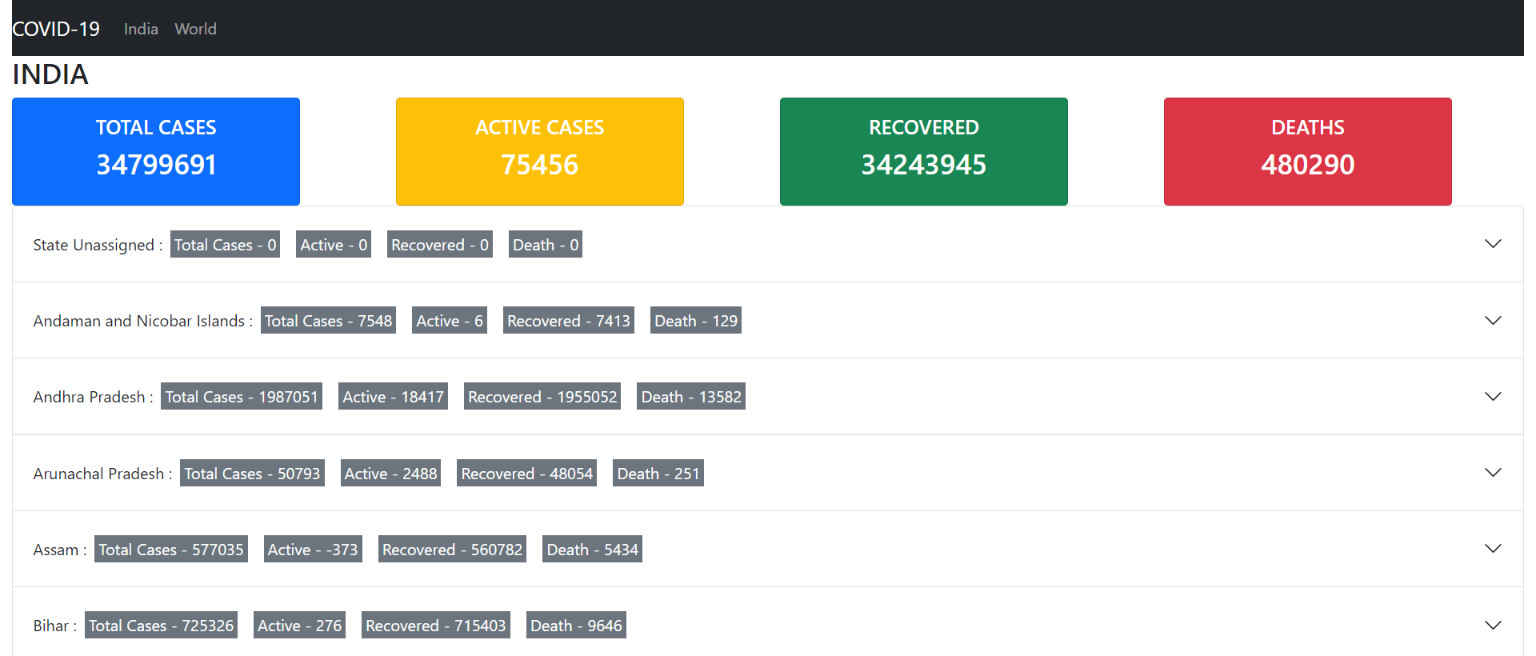 COVID-19 India World
INDIA
TOTAL CASES
34799691
ACTIVE CASES
75456
RECOVERED
34243945
DEATHS
480290
State Unassigned : Total Cases - 0 Active - 0 Recovered - 0 Death - 0
Andaman and Nicobar Islands : Total Cases - 7548 Active - 6 Recovered - 7413 Death - 129
Andhra Pradesh : Total Cases - 1987051 Active - 18417 Recovered - 1955052 Death - 13582
Arunachal Pradesh : Total Cases - 50793 Active - 2488 Recovered - 48054 Death - 251
Assam : Total Cases - 577035 Active - -373 Recovered - 560782 Death - 5434
Bihar : Total Cases - 725326 Active - 276 Recovered - 715403 Death - 9646